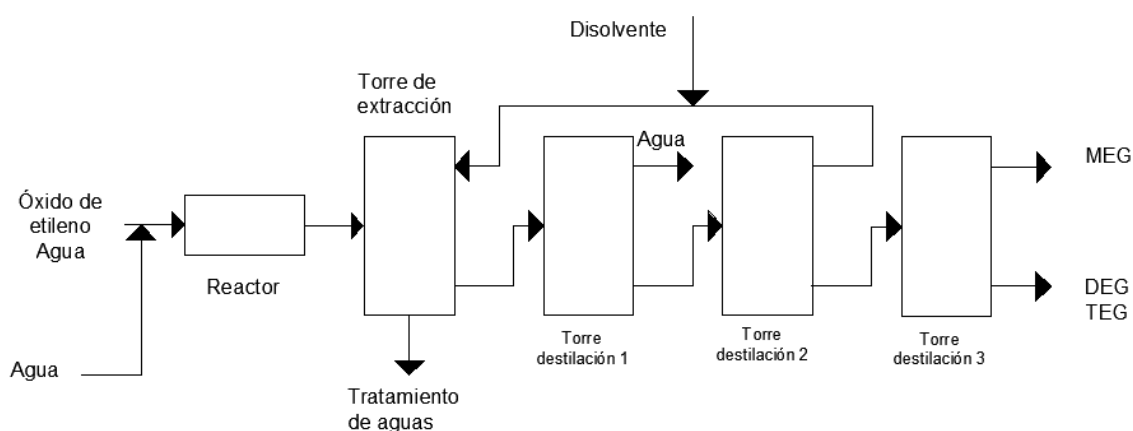 Disolvente
Torre de
extracción
Agua
MEG
Óxido de
etileno
Agua
Reactor
DEG
TEG
Torre
destilación 1
Torre
destilación 2
Torre
destilación 3
Agua
Tratamiento
de aguas